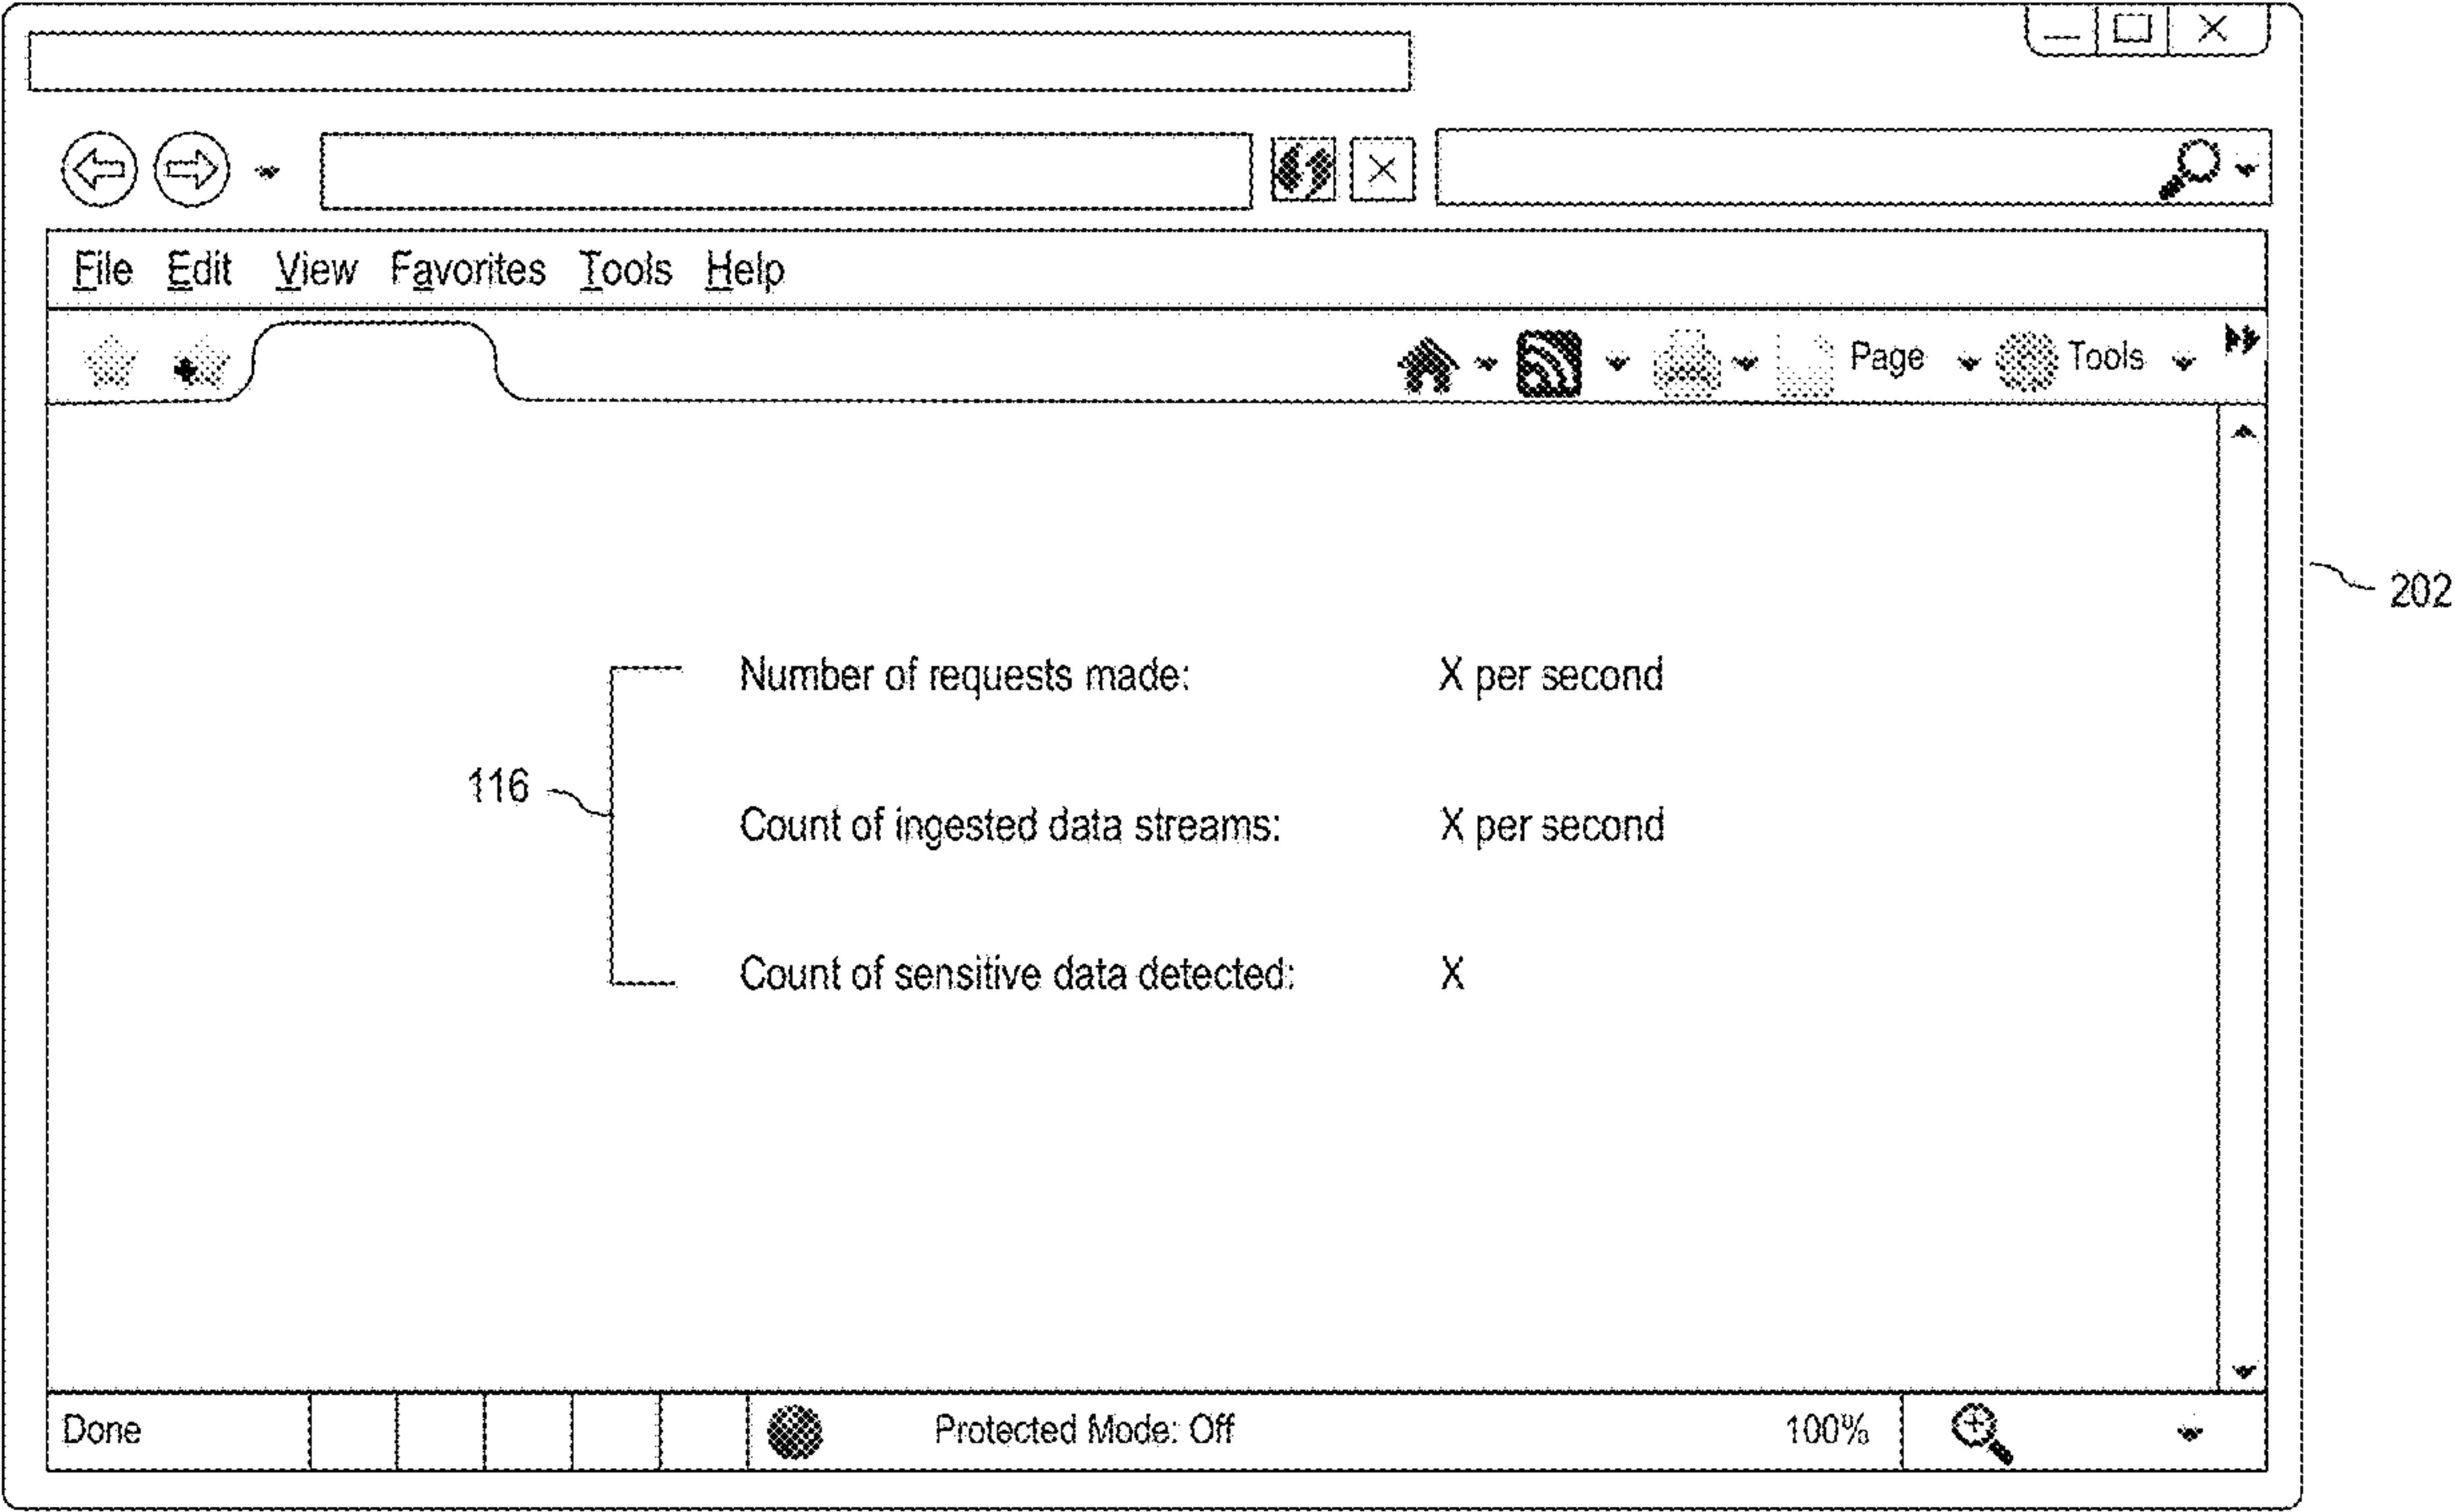 File Edit View Favorites Tools Help
Page Tools
202
Number of requests made: X per second
116
Count of ingested data streams: X per second
Count of sensitive data detected: X
Done Protected Mode: Off 100%